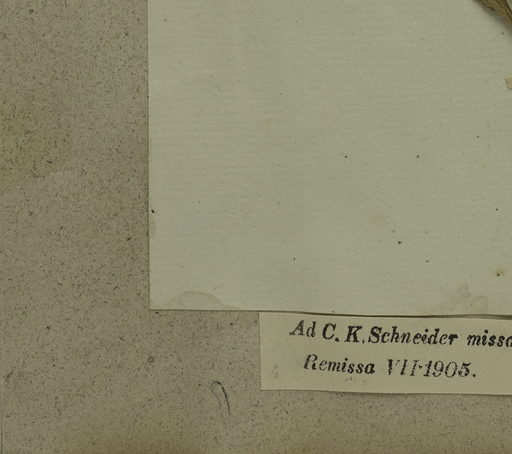 Ad C. K. Schneider missa
Remissa VII·1905.